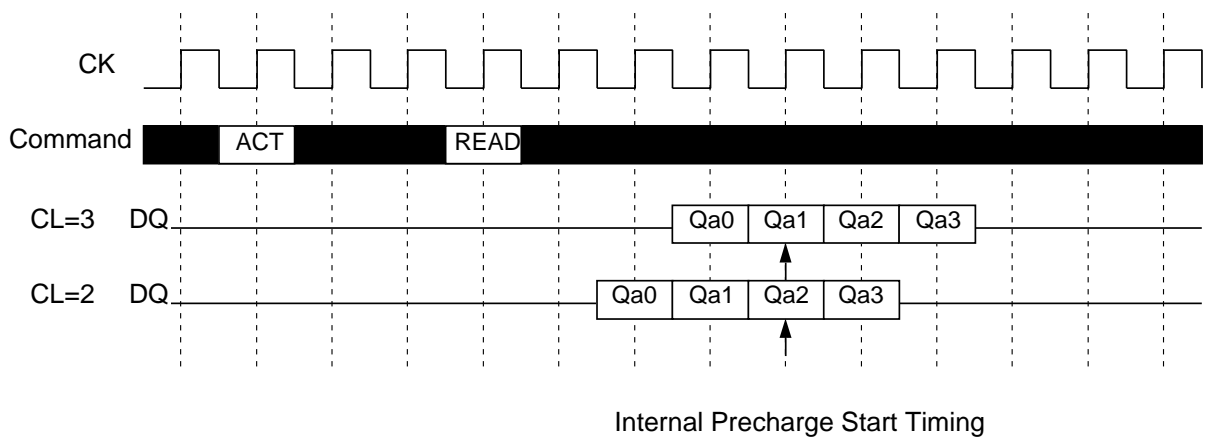 CK
Command ACT READ
CL=3 DQ Qa0 Qa1 Qa2 Qa3
CL=2 DQ Qa0 Qa1 Qa2 Qa3
Internal Precharge Start Timing